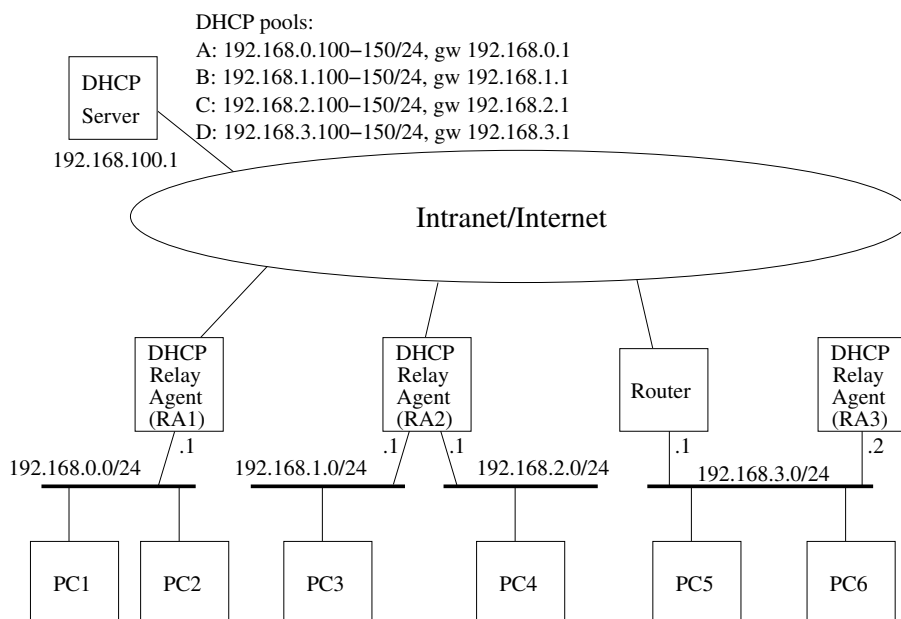 DHCP pools:
A: 192.168.0.100−150/24, gw 192.168.0.1
B: 192.168.1.100−150/24, gw 192.168.1.1
C: 192.168.2.100−150/24, gw 192.168.2.1
D: 192.168.3.100−150/24, gw 192.168.3.1
DHCP
Server
192.168.100.1
Intranet/Internet
DHCP
Relay
Agent
(RA1)
DHCP
Relay
Agent
(RA2)
Router
DHCP
Relay
Agent
(RA3)
.1
.1
.1
.1
.2
192.168.0.0/24
192.168.1.0/24
192.168.2.0/24
192.168.3.0/24
PC1
PC2
PC3
PC4
PC5
PC6